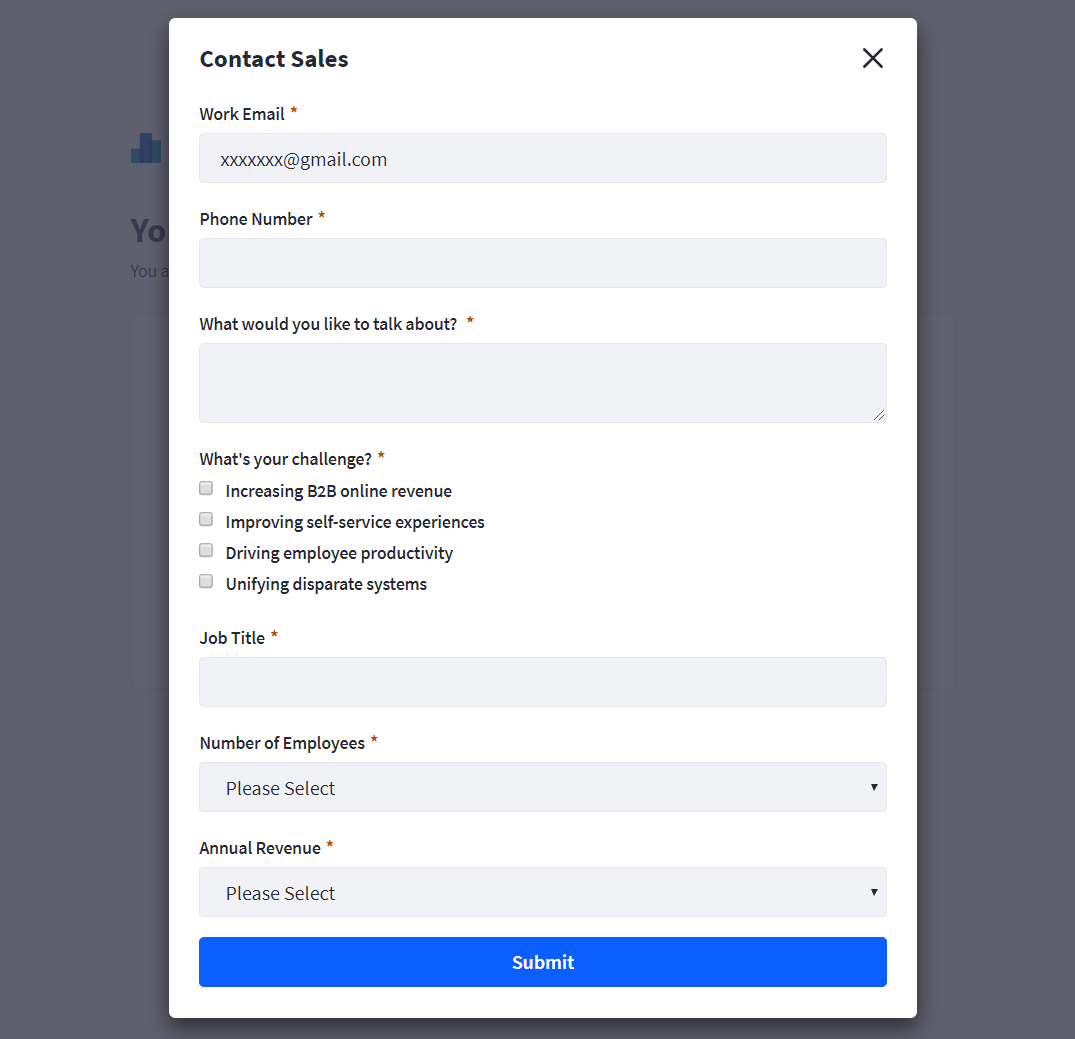 Contact Sales
Work Email *
xxxxxxx@gmail.com
Yo
Phone Number *
You a
What would you like to talk about? *
What's your challenge? *
Increasing B2B online revenue
Improving self-service experiences
Driving employee productivity
Unifying disparate systems
Job Title *
Number of Employees *
Please Select
Annual Revenue *
Please Select
Submit